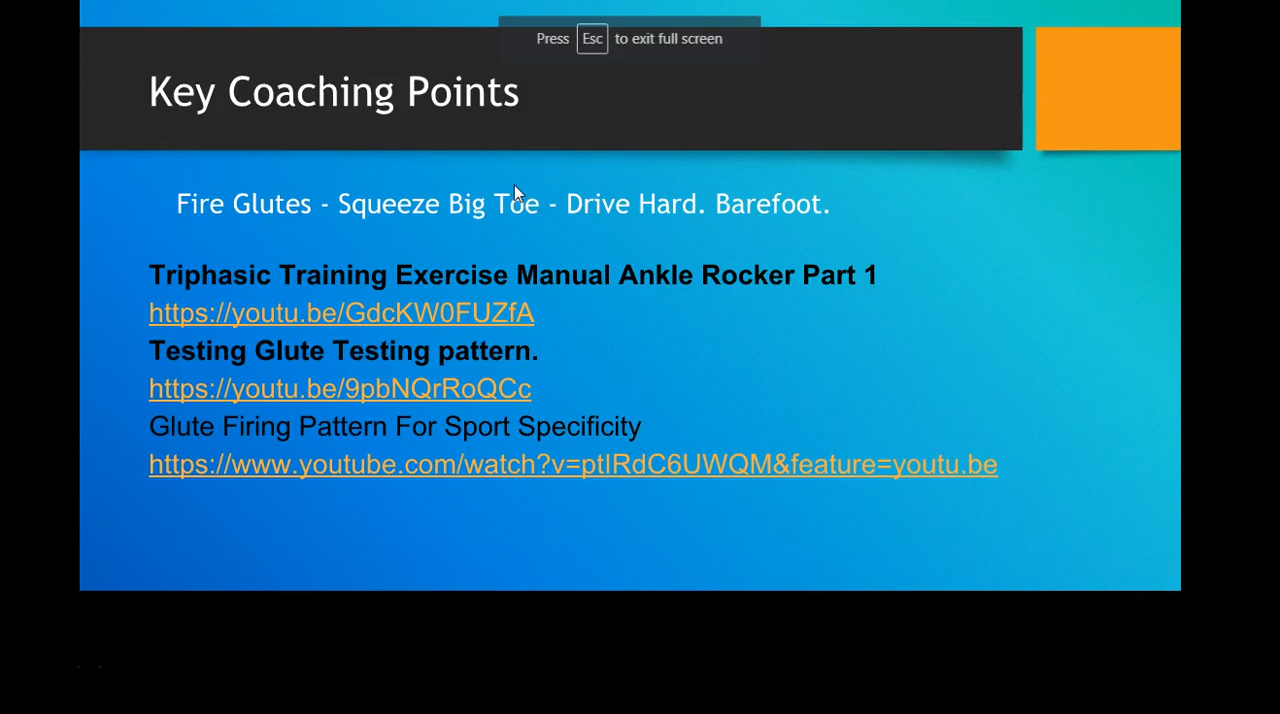 Press Esc to exit full screen
Key Coaching Points
Fire Glutes - Squeeze Big Toe - Drive Hard. Barefoot.
Triphasic Training Exercise Manual Ankle Rocker Part 1
https://youtu.be/GdcKW0FUZfA
Testing Glute Testing pattern.
https://youtu.be/9pbNQrRoQCc
Glute Firing Pattern For Sport Specificity
https://www.youtube.com/watch?v=ptIRdC6UWQM&feature=youtu.be